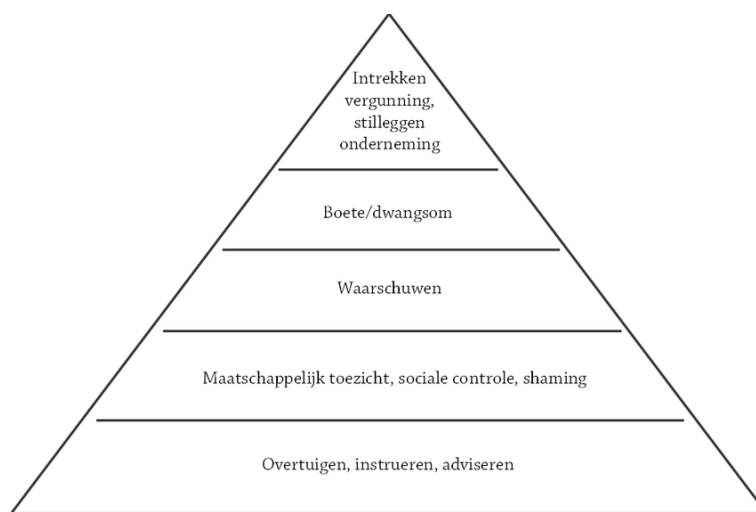 Intrekken
vergunning,
stilleggen
onderneming
Boete/dwangsom
Waarschuwen
Maatschappelijk toezicht, sociale controle, shaming
Overtuigen, instrueren, adviseren